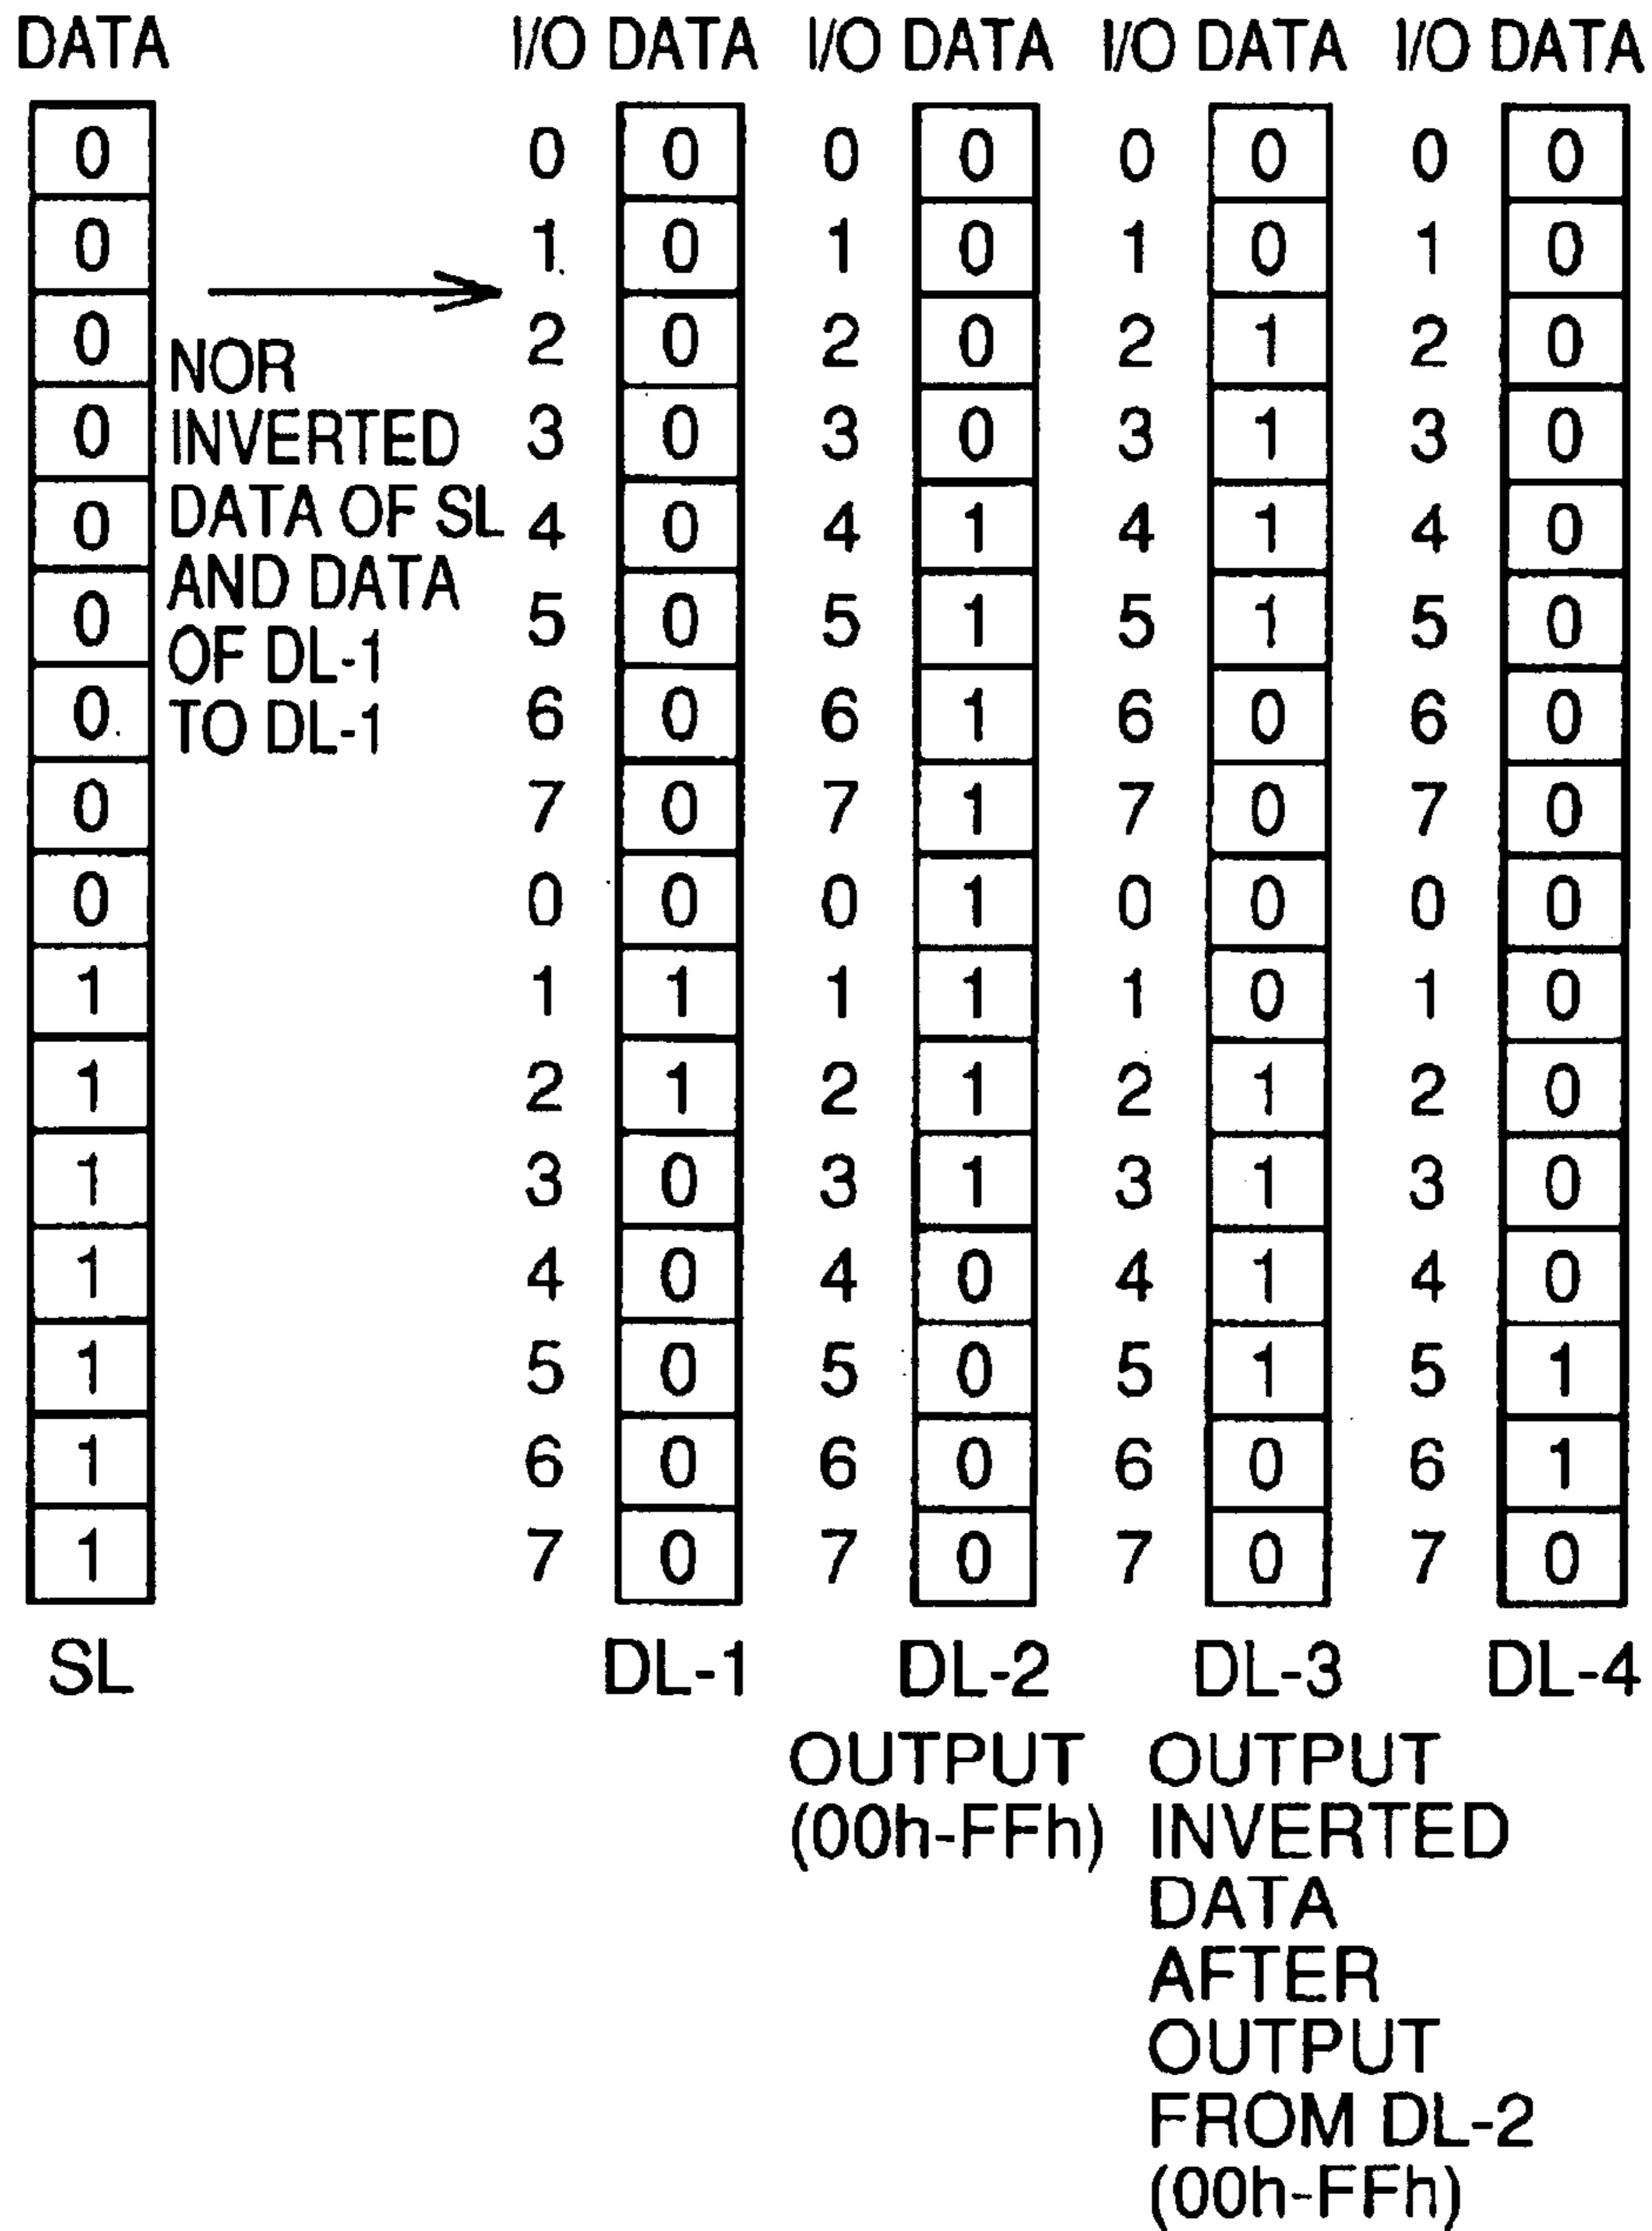 DATA I/O DATA I/O DATA I/O DATA I/O DATA
0 0 0 0 0 0 0 0 0
0 1 0 1 0 1 0 1 0
0 2 0 2 0 2 1 2 0
0 3 0 3 0 3 1 3 0
0 4 0 4 1 4 1 4 0
0 5 0 5 1 5 1 5 0
0 6 0 6 1 6 0 6 0
0 7 0 7 1 7 0 7 0
0 0 0 0 1 0 0 0 0
1 1 1 1 1 1 0 1 0
1 2 1 2 1 2 1 2 0
1 3 0 3 1 3 1 3 0
1 4 0 4 0 4 1 4 0
1 5 0 5 0 5 1 5 1
1 6 0 6 0 6 0 6 1
1 7 0 7 0 7 0 7 0
NOR
INVERTED
DATA OF SL
AND DATA
OF DL-1
TO DL-1
SL DL-1 DL-2 DL-3 DL-4
OUTPUT
(00h-FFh)
OUTPUT
INVERTED
DATA
AFTER
OUTPUT
FROM DL-2
(00h-FFh)